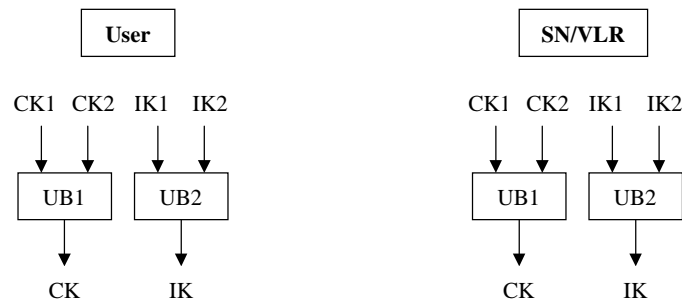 User SN/VLR
CK1 CK2 IK1 IK2 CK1 CK2 IK1 IK2
UB1 UB2 UB1 UB2
CK IK CK IK